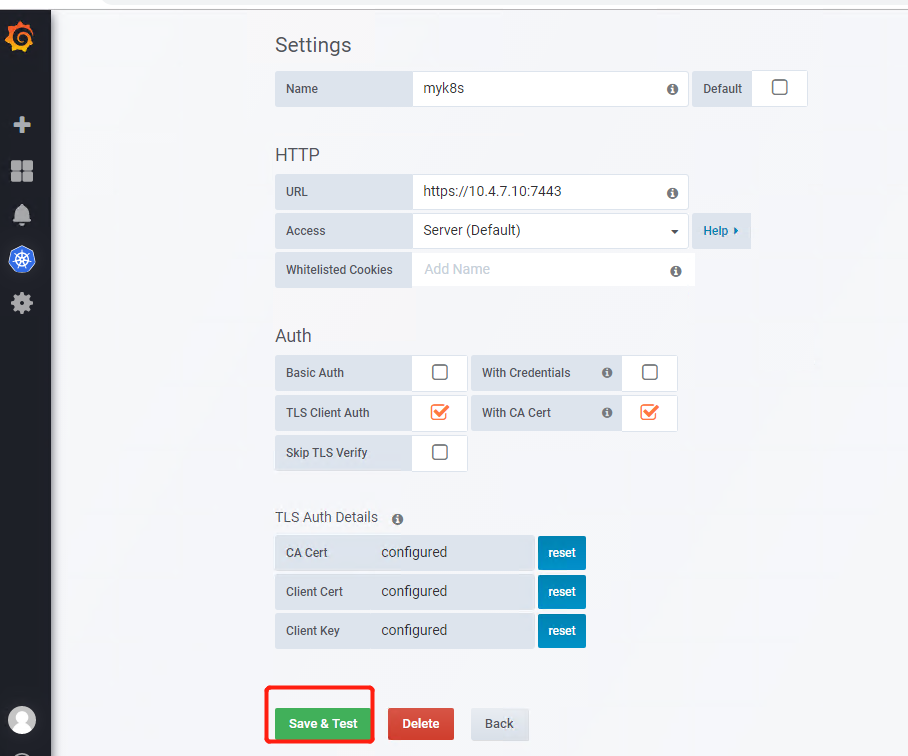 Settings
Name myk8s Default
HTTP
URL https://10.4.7.10:7443
Access Server (Default) Help
Whitelisted Cookies Add Name
Auth
Basic Auth With Credentials
TLS Client Auth With CA Cert
Skip TLS Verify
TLS Auth Details
CA Cert configured reset
Client Cert configured reset
Client Key configured reset
Save & Test Delete Back